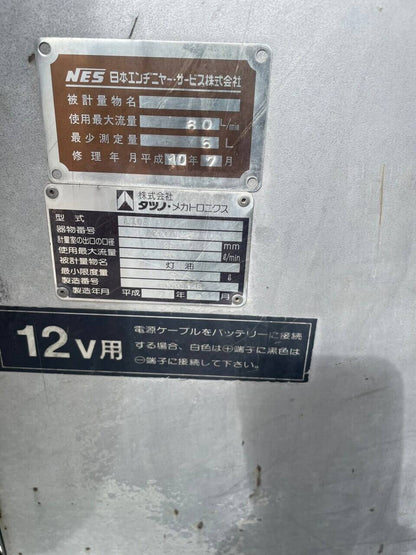 NES 日本エンヂニヤー・サービス株式会社
被計量物名
使用最大流量 80 L/min
最少測定量 5 L
修理年月 平成 10年 7月
株式会社
タツノ・メカトロニクス
型式
器物番号
計量室の出口の口径 mm
使用最大流量 ℓ/min
被計量物名 灯油
最小限度量 ℓ
製造番号
製造年月 平成 年 月
12V用
電源ケーブルをバッテリーに接続
する場合、白色は⊕端子に黒色は
⊖端子に接続して下さい。